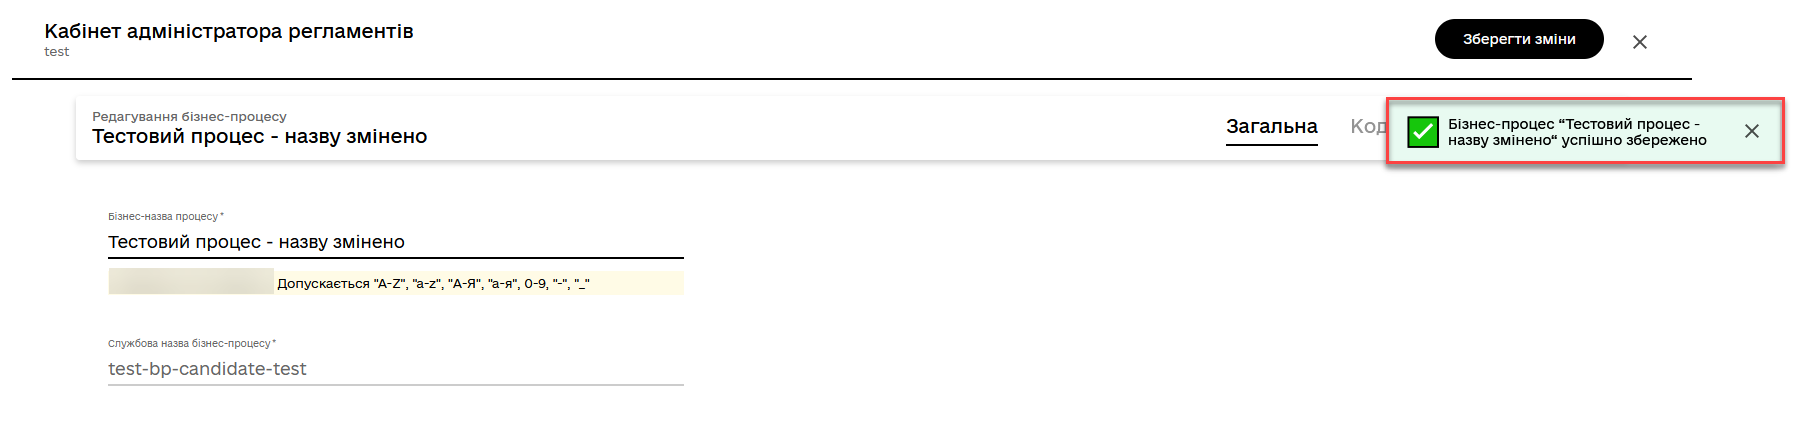 Кабінет адміністратора регламентів
test
Зберегти зміни
Редагування бізнес-процесу
Тестовий процес - назву змінено
Загальна
Код
Бізнес-процес “Тестовий процес -
назву змінено“ успішно збережено
Бізнес-назва процесу*
Тестовий процес - назву змінено
Допускається "A-Z", "a-z", "А-Я", "а-я", 0-9, "-", "_"
Службова назва бізнес-процесу*
test-bp-candidate-test